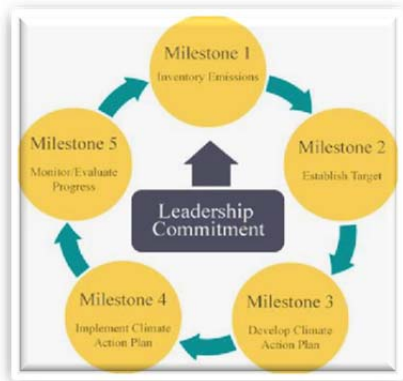 Milestone 1
Inventory Emissions
Milestone 2
Establish Target
Milestone 3
Develop Climate
Action Plan
Milestone 4
Implement Climate
Action Plan
Milestone 5
Monitor/Evaluate
Progress
Leadership
Commitment